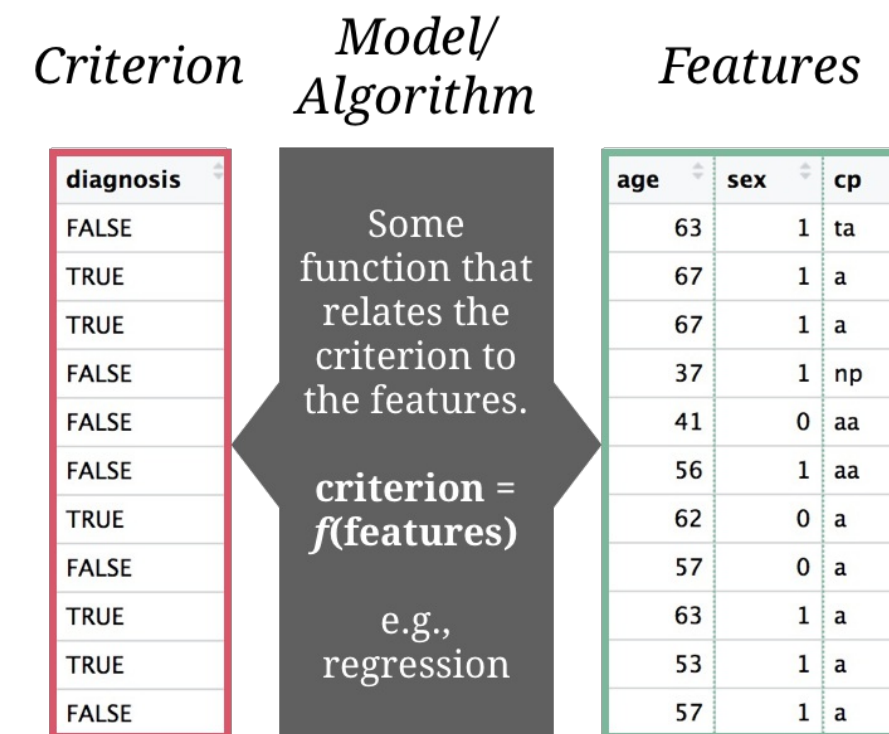 Criterion
Model/
Algorithm
Features
diagnosis
FALSE
TRUE
TRUE
FALSE
FALSE
FALSE
TRUE
FALSE
TRUE
TRUE
FALSE
Some
function that
relates the
criterion to
the features.
criterion =
f(features)
e.g.,
regression
age sex cp
63 1 ta
67 1 a
67 1 a
37 1 np
41 0 aa
56 1 aa
62 0 a
57 0 a
63 1 a
53 1 a
57 1 a